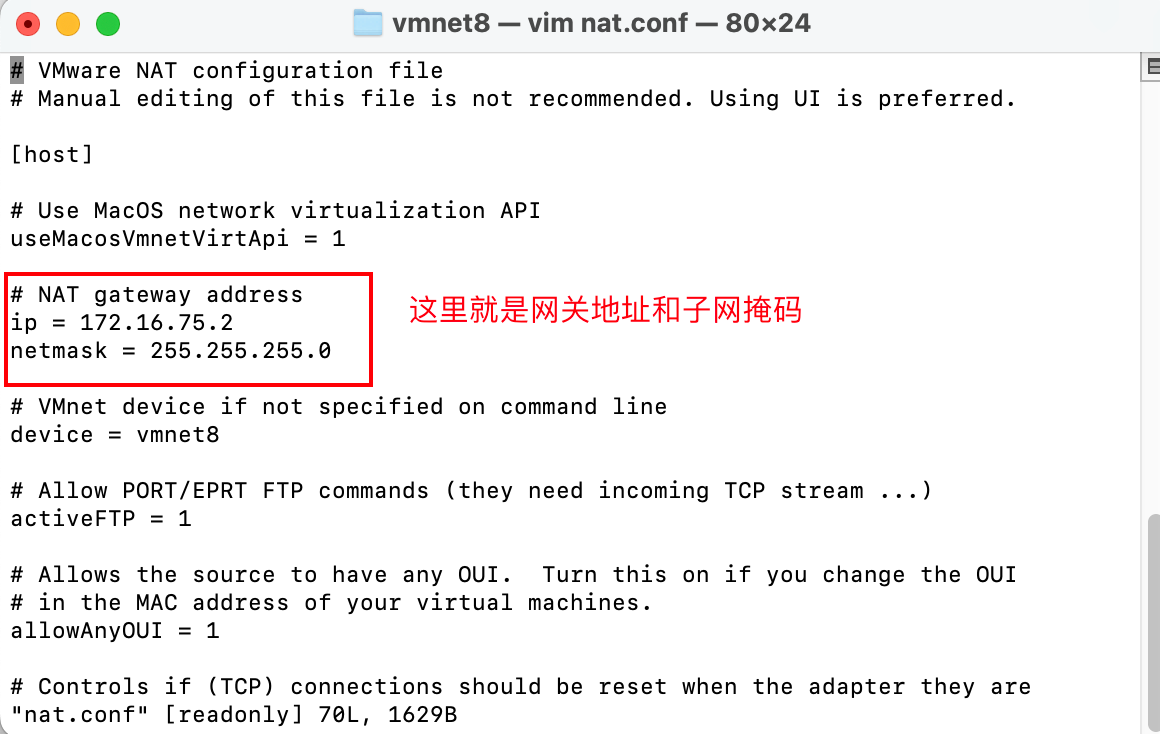 vmnet8 — vim nat.conf — 80×24
# VMware NAT configuration file
# Manual editing of this file is not recommended. Using UI is preferred.
[host]
# Use MacOS network virtualization API
useMacosVmnetVirtApi = 1
# NAT gateway address
ip = 172.16.75.2
netmask = 255.255.255.0
这里就是网关地址和子网掩码
# VMnet device if not specified on command line
device = vmnet8
# Allow PORT/EPRT FTP commands (they need incoming TCP stream ...)
activeFTP = 1
# Allows the source to have any OUI.  Turn this on if you change the OUI
# in the MAC address of your virtual machines.
allowAnyOUI = 1
# Controls if (TCP) connections should be reset when the adapter they are
"nat.conf" [readonly] 70L, 1629B